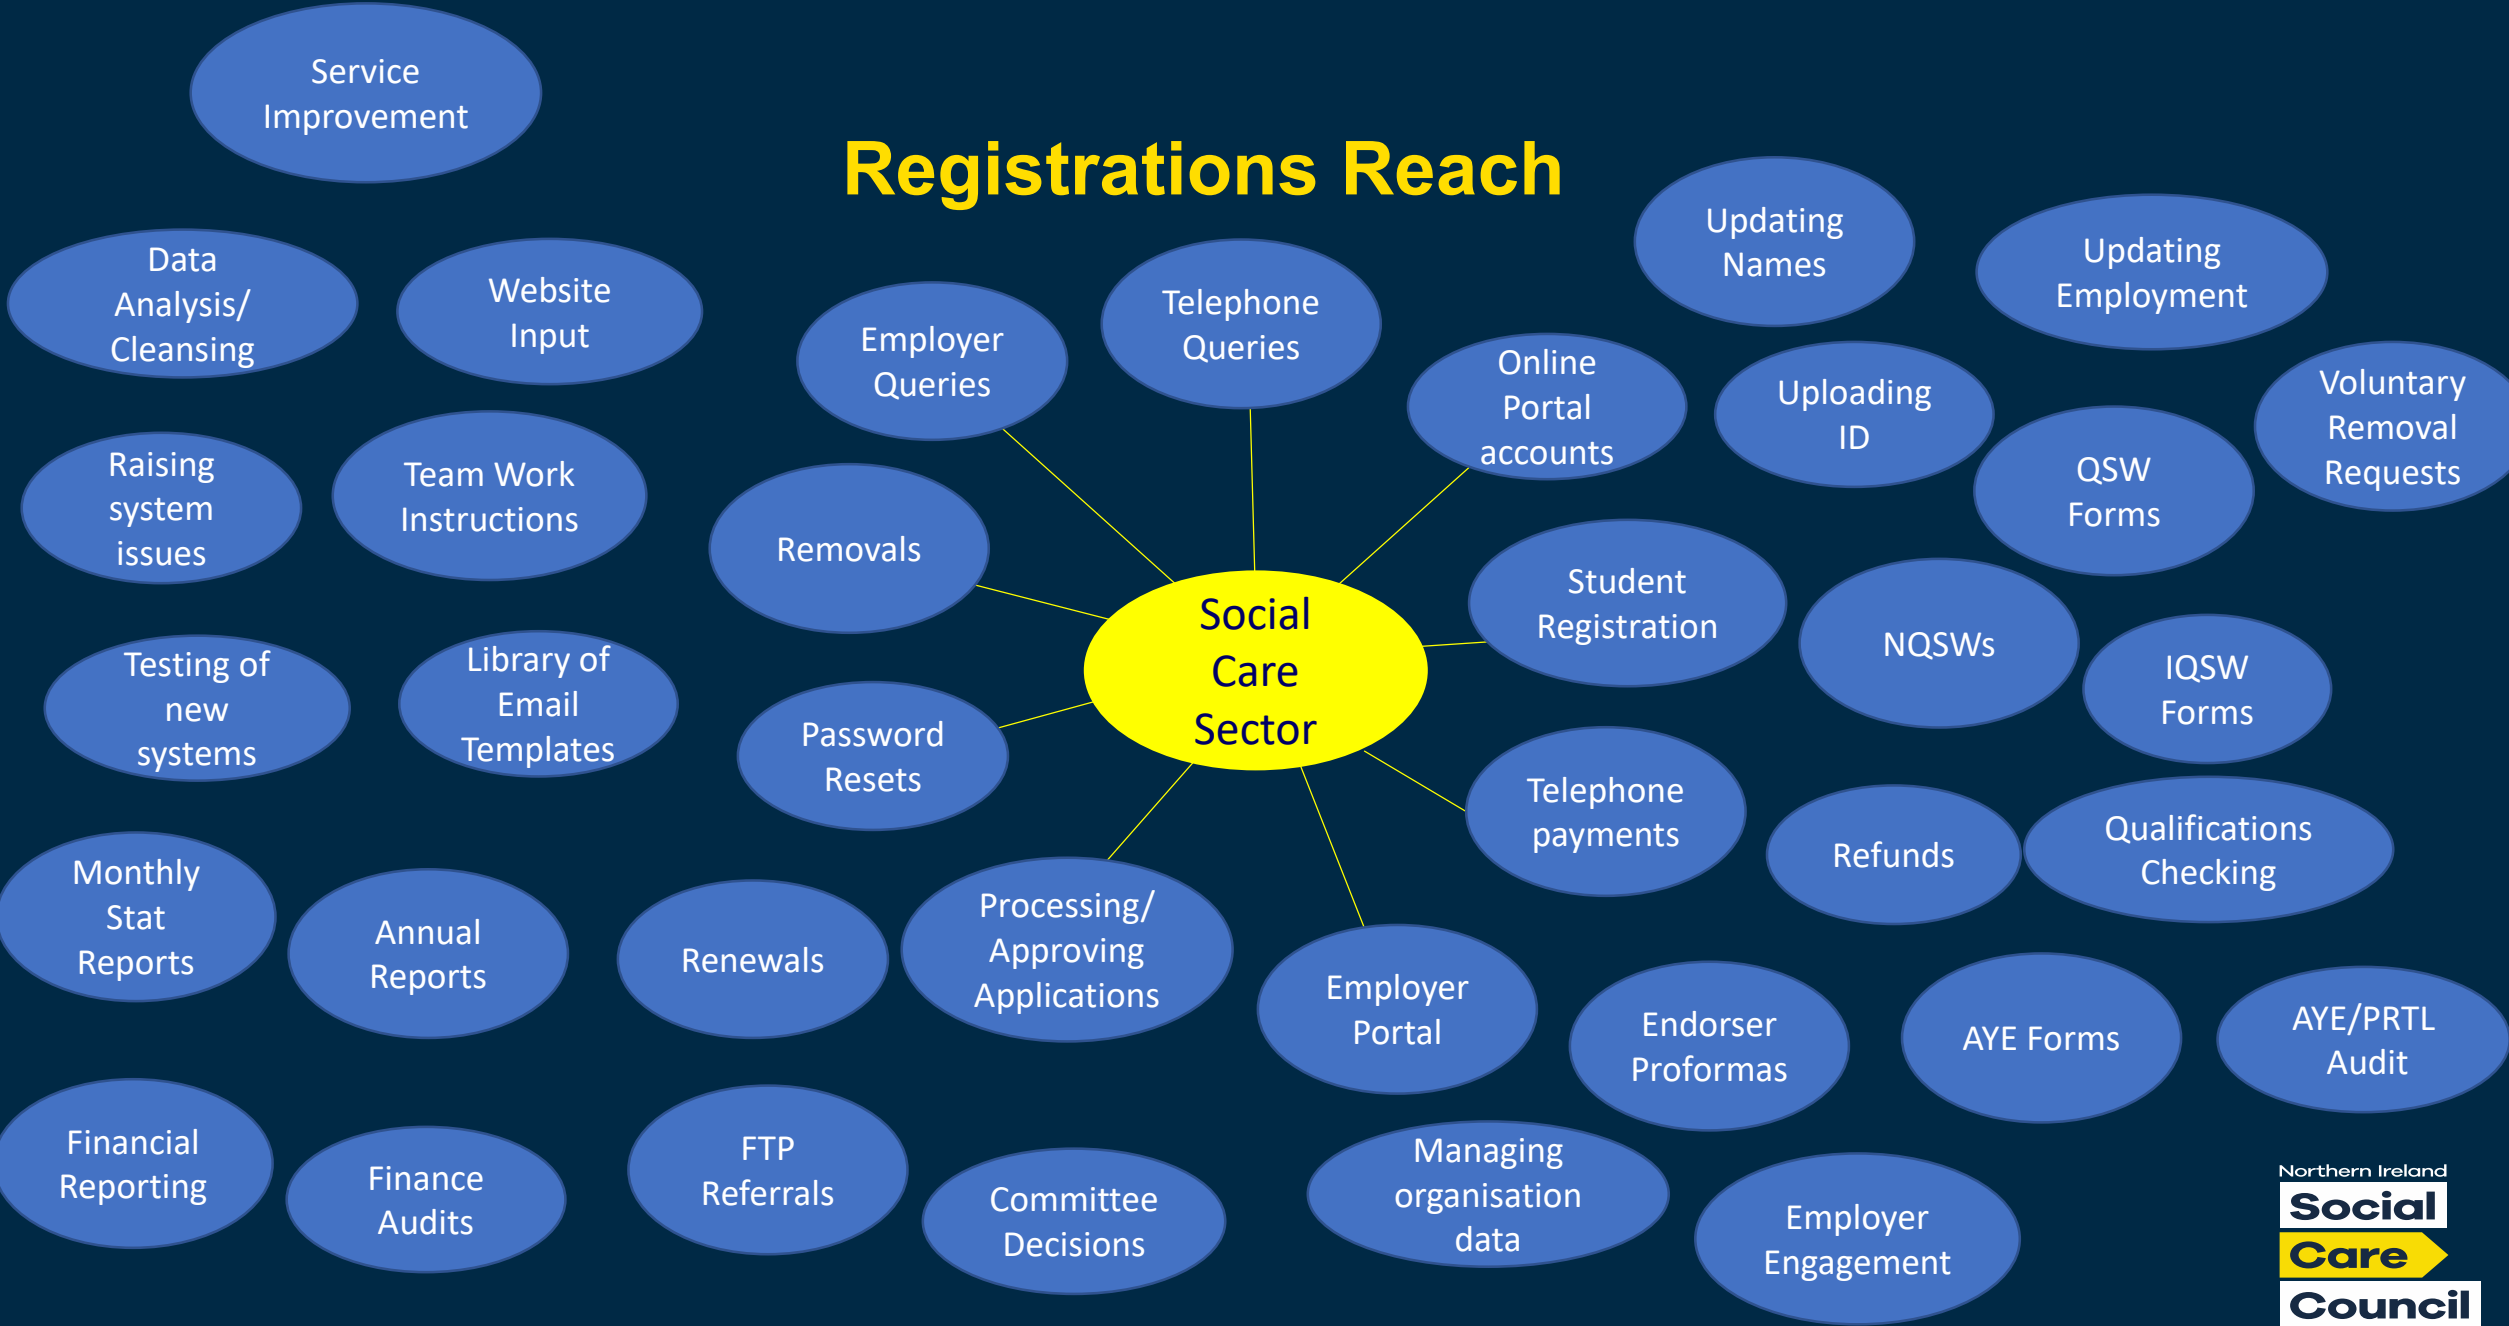 Service
Improvement
Registrations Reach
Data
Analysis/
Cleansing
Website
Input
Employer
Queries
Telephone
Queries
Online
Portal
accounts
Updating
Names
Updating
Employment
Uploading
ID
Voluntary
Removal
Requests
QSW
Forms
Raising
system
issues
Team Work
Instructions
Removals
Student
Registration
NQSWs
IQSW
Forms
Social
Care
Sector
Testing of
new
systems
Library of
Email
Templates
Password
Resets
Telephone
payments
Refunds
Qualifications
Checking
Monthly
Stat
Reports
Annual
Reports
Renewals
Processing/
Approving
Applications
Employer
Portal
Endorser
Proformas
AYE Forms
AYE/PRTL
Audit
Financial
Reporting
Finance
Audits
FTP
Referrals
Committee
Decisions
Managing
organisation
data
Employer
Engagement
Northern Ireland
Social
Care
Council